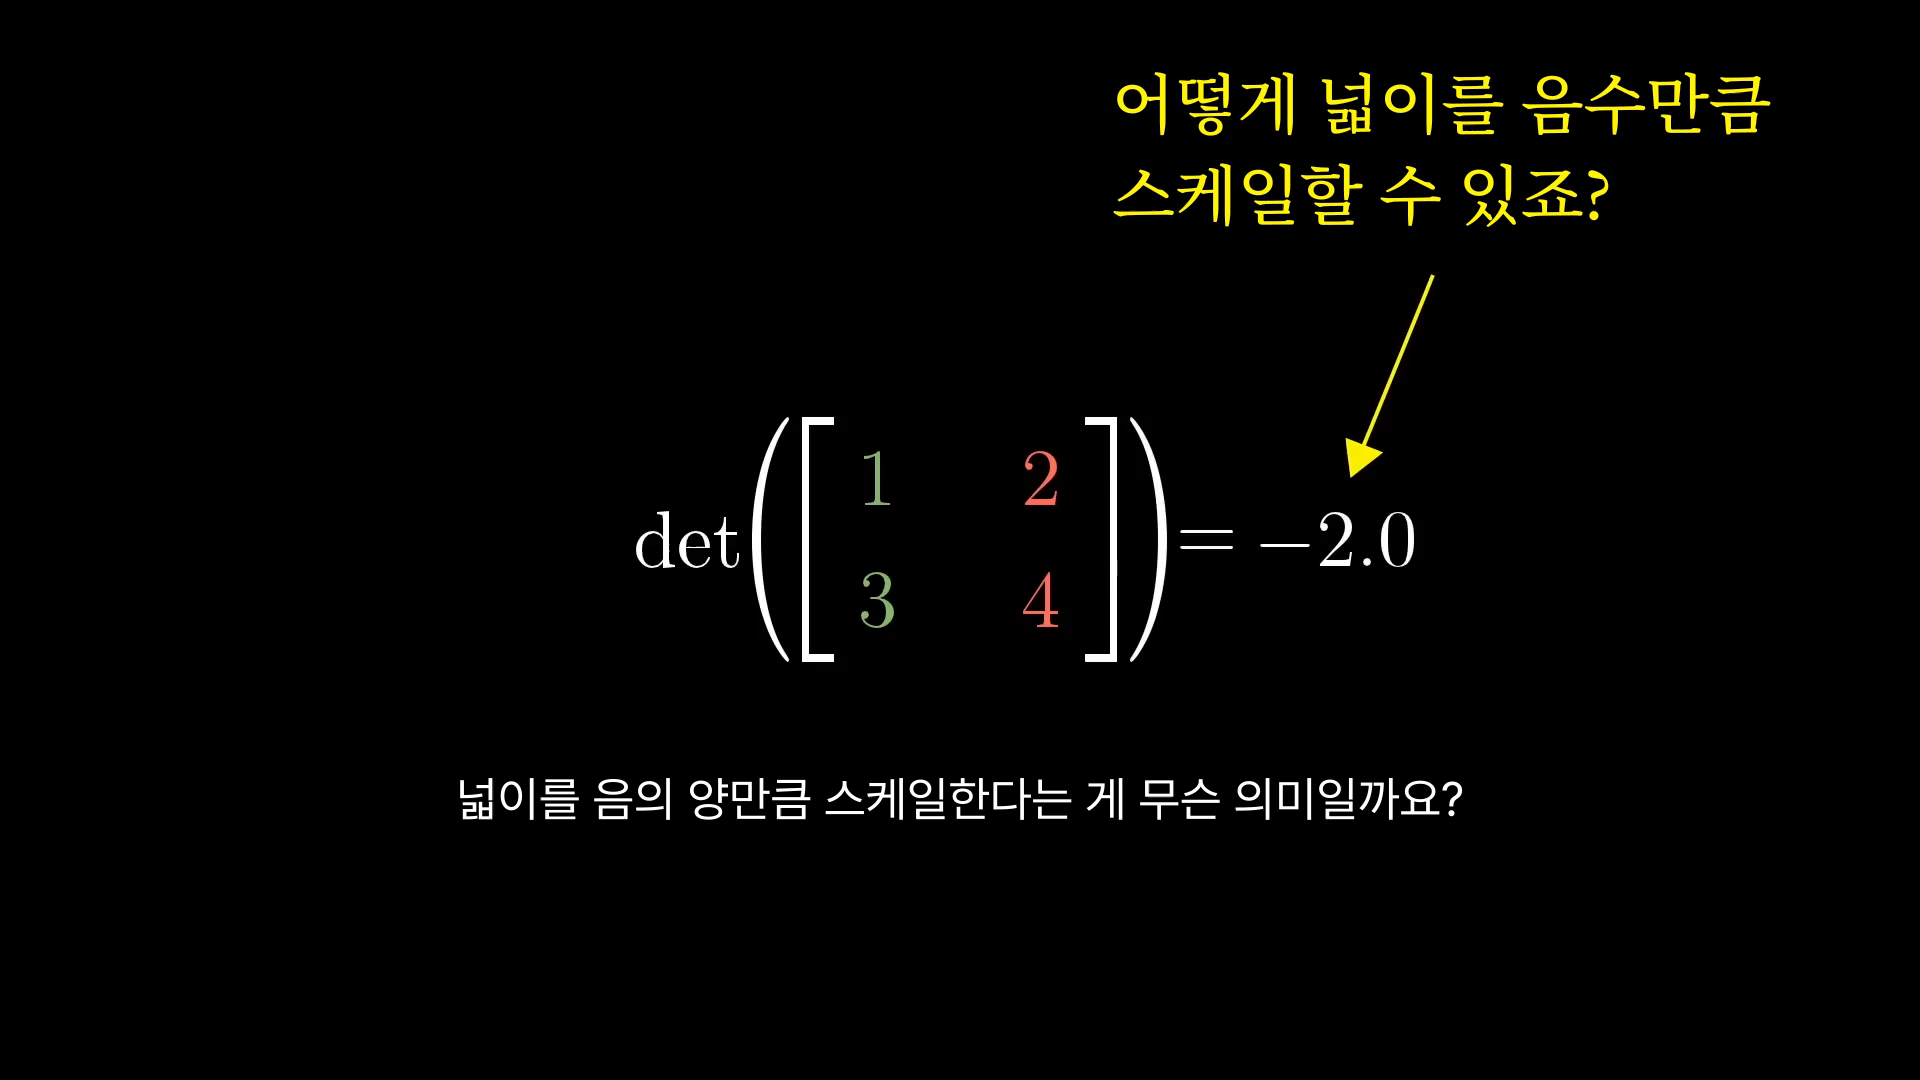 어떻게 넓이를 음수만큼
스케일할 수 있죠?
det([1 2
3 4]) = −2.0
넓이를 음의 양만큼 스케일한다는 게 무슨 의미일까요?